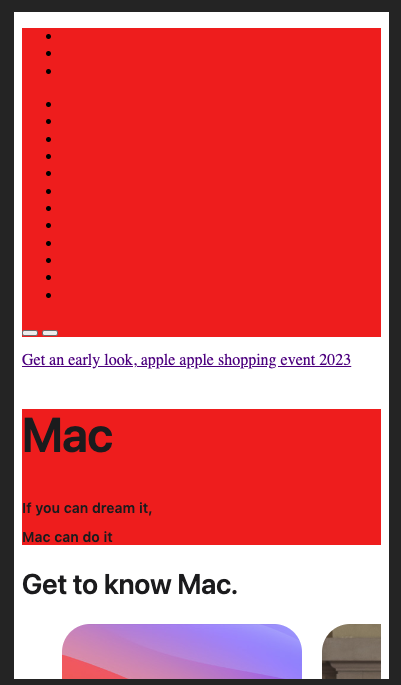 Get an early look, apple apple shopping event 2023
Mac
If you can dream it,
Mac can do it
Get to know Mac.